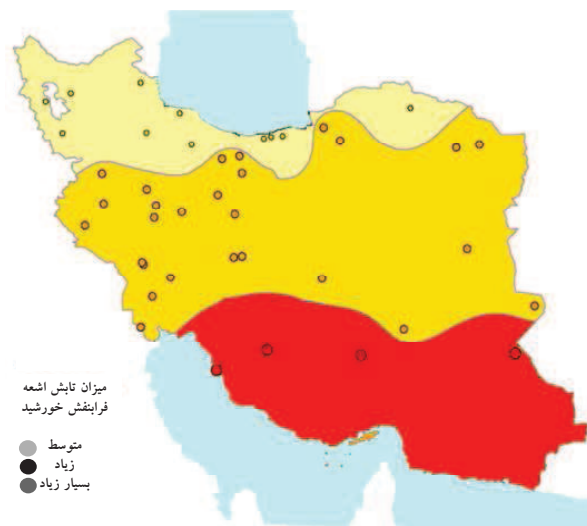 میزان تابش اشعه
فرابنفش خورشید
متوسط
زیاد
بسیار زیاد